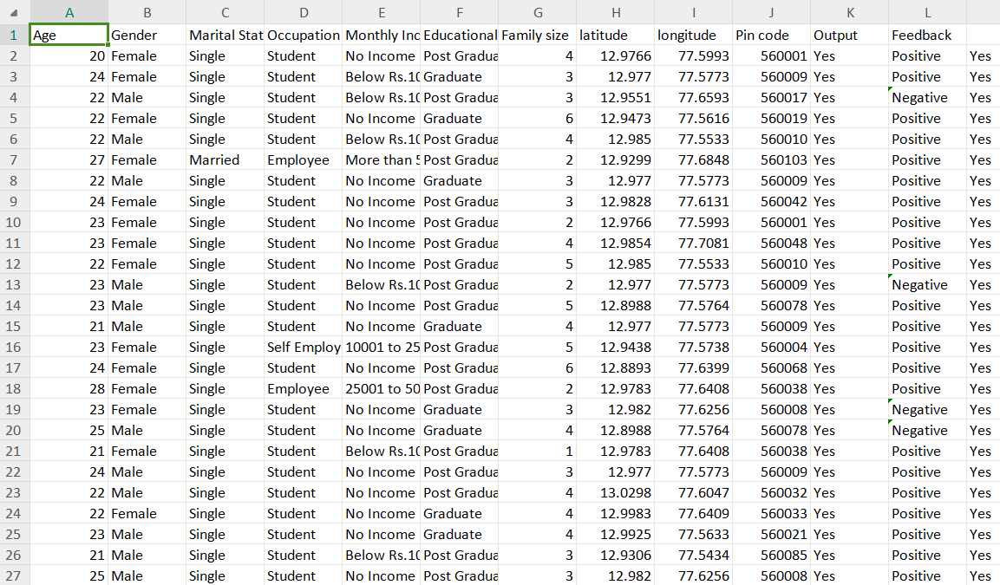 A B C D E F G H I J K L
1 Age Gender Marital Stat Occupation Monthly Inc Educational Family size latitude longitude Pin code Output Feedback
2 20 Female Single Student No Income Post Gradua 4 12.9766 77.5993 560001 Yes Positive Yes
3 24 Female Single Student Below Rs.10 Graduate 3 12.977 77.5773 560009 Yes Positive Yes
4 22 Male Single Student Below Rs.10 Post Gradua 3 12.9551 77.6593 560017 Yes Negative Yes
5 22 Female Single Student No Income Graduate 6 12.9473 77.5616 560019 Yes Positive Yes
6 22 Male Single Student Below Rs.10 Post Gradua 4 12.985 77.5533 560010 Yes Positive Yes
7 27 Female Married Employee More than 5 Post Gradua 2 12.9299 77.6848 560103 Yes Positive Yes
8 22 Male Single Student No Income Graduate 3 12.977 77.5773 560009 Yes Positive Yes
9 24 Female Single Student No Income Post Gradua 3 12.9828 77.6131 560042 Yes Positive Yes
10 23 Female Single Student No Income Post Gradua 2 12.9766 77.5993 560001 Yes Positive Yes
11 23 Female Single Student No Income Post Gradua 4 12.9854 77.7081 560048 Yes Positive Yes
12 22 Female Single Student No Income Post Gradua 5 12.985 77.5533 560010 Yes Positive Yes
13 23 Male Single Student Below Rs.10 Post Gradua 2 12.977 77.5773 560009 Yes Negative Yes
14 23 Male Single Student No Income Post Gradua 5 12.8988 77.5764 560078 Yes Positive Yes
15 21 Male Single Student No Income Graduate 4 12.977 77.5773 560009 Yes Positive Yes
16 23 Female Single Self Employ 10001 to 25 Post Gradua 5 12.9438 77.5738 560004 Yes Positive Yes
17 24 Female Single Student No Income Post Gradua 6 12.8893 77.6399 560068 Yes Positive Yes
18 28 Female Single Employee 25001 to 50 Post Gradua 2 12.9783 77.6408 560038 Yes Positive Yes
19 23 Female Single Student No Income Graduate 3 12.982 77.6256 560008 Yes Negative Yes
20 25 Male Single Student No Income Graduate 4 12.8988 77.5764 560078 Yes Negative Yes
21 21 Female Single Student Below Rs.10 Post Gradua 1 12.9783 77.6408 560038 Yes Positive Yes
22 24 Male Single Student No Income Post Gradua 3 12.977 77.5773 560009 Yes Positive Yes
23 22 Male Single Student No Income Post Gradua 4 13.0298 77.6047 560032 Yes Positive Yes
24 22 Female Single Student No Income Graduate 4 12.9983 77.6409 560033 Yes Positive Yes
25 23 Male Single Student No Income Graduate 4 12.9925 77.5633 560021 Yes Positive Yes
26 21 Male Single Student Below Rs.10 Post Gradua 3 12.9306 77.5434 560085 Yes Positive Yes
27 25 Male Single Student No Income Post Gradua 3 12.982 77.6256 560008 Yes Positive Yes